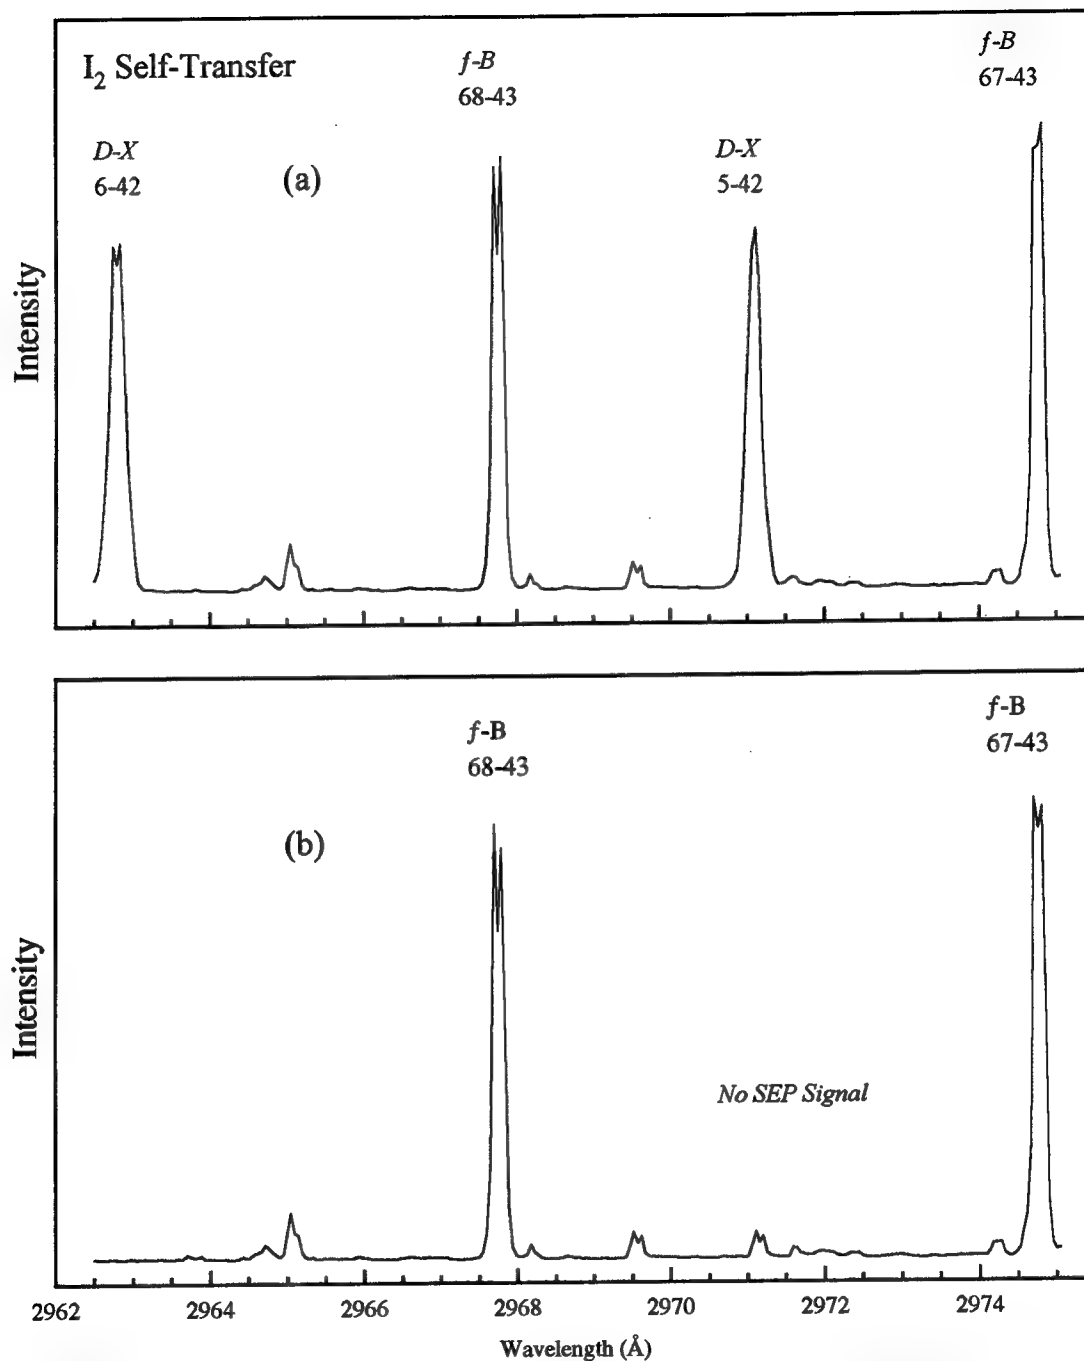 I₂ Self-Transfer
f-B
68-43
f-B
67-43
D-X
6-42
(a)
D-X
5-42
Intensity
f-B
68-43
f-B
67-43
(b)
No SEP Signal
Intensity
2962 2964 2966 2968 2970 2972 2974
Wavelength (Å)